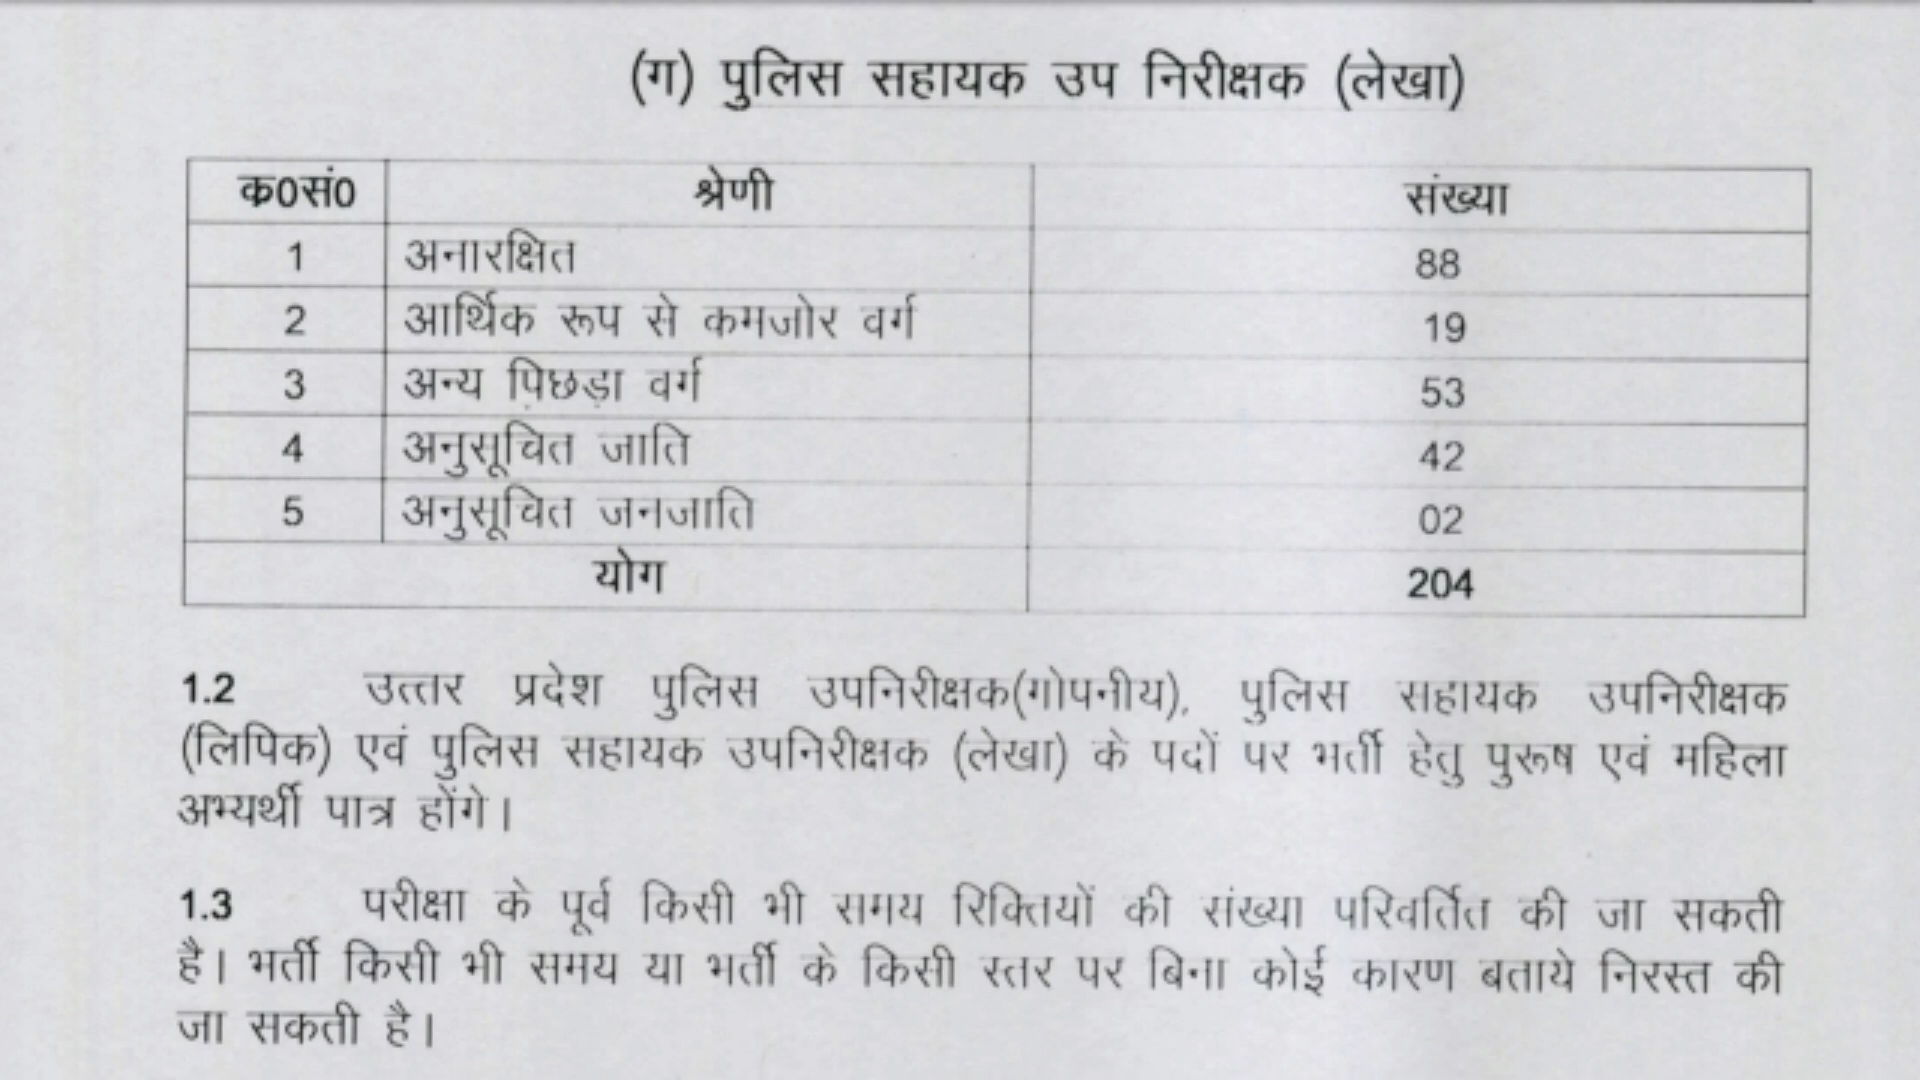 (ग) पुलिस सहायक उप निरीक्षक (लेखा)
क0सं0 श्रेणी संख्या
1 अनारक्षित 88
2 आर्थिक रूप से कमजोर वर्ग 19
3 अन्य पिछड़ा वर्ग 53
4 अनुसूचित जाति 42
5 अनुसूचित जनजाति 02
योग 204
1.2 उत्तर प्रदेश पुलिस उपनिरीक्षक(गोपनीय), पुलिस सहायक उपनिरीक्षक
(लिपिक) एवं पुलिस सहायक उपनिरीक्षक (लेखा) के पदों पर भर्ती हेतु पुरूष एवं महिला
अभ्यर्थी पात्र होंगे।
1.3 परीक्षा के पूर्व किसी भी समय रिक्तियों की संख्या परिवर्तित की जा सकती
है। भर्ती किसी भी समय या भर्ती के किसी स्तर पर बिना कोई कारण बताये निरस्त की
जा सकती है।